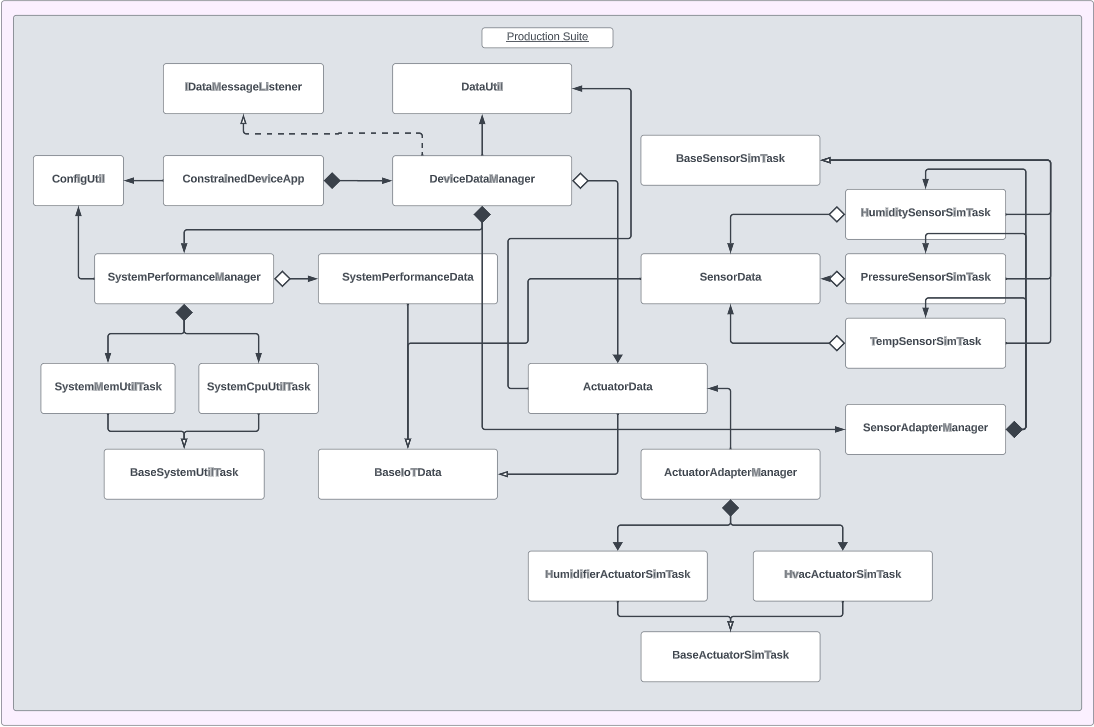 Production Suite
IDataMessageListener
DataUtil
BaseSensorSimTask
ConfigUtil
ConstrainedDeviceApp
DeviceDataManager
HumiditySensorSimTask
SystemPerformanceManager
SystemPerformanceData
SensorData
PressureSensorSimTask
TempSensorSimTask
SystemMemUtilTask
SystemCpuUtilTask
ActuatorData
SensorAdapterManager
BaseSystemUtilTask
BaseIoTData
ActuatorAdapterManager
HumidifierActuatorSimTask
HvacActuatorSimTask
BaseActuatorSimTask